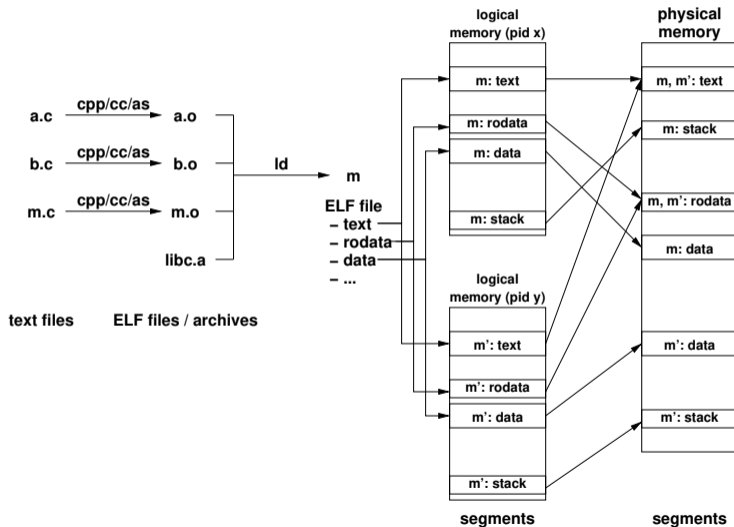 logical
memory (pid x)
physical
memory
m: text
m, m’: text
cpp/cc/as
a.c
a.o
m: rodata
m: stack
cpp/cc/as
b.c
b.o
m: data
ld
m
cpp/cc/as
m.c
m.o
ELF file
– text
– rodata
– data
– ...
m, m’: rodata
m: stack
m: data
libc.a
logical
memory (pid y)
text files
ELF files / archives
m’: text
m’: data
m’: rodata
m’: data
m’: stack
m’: stack
segments
segments